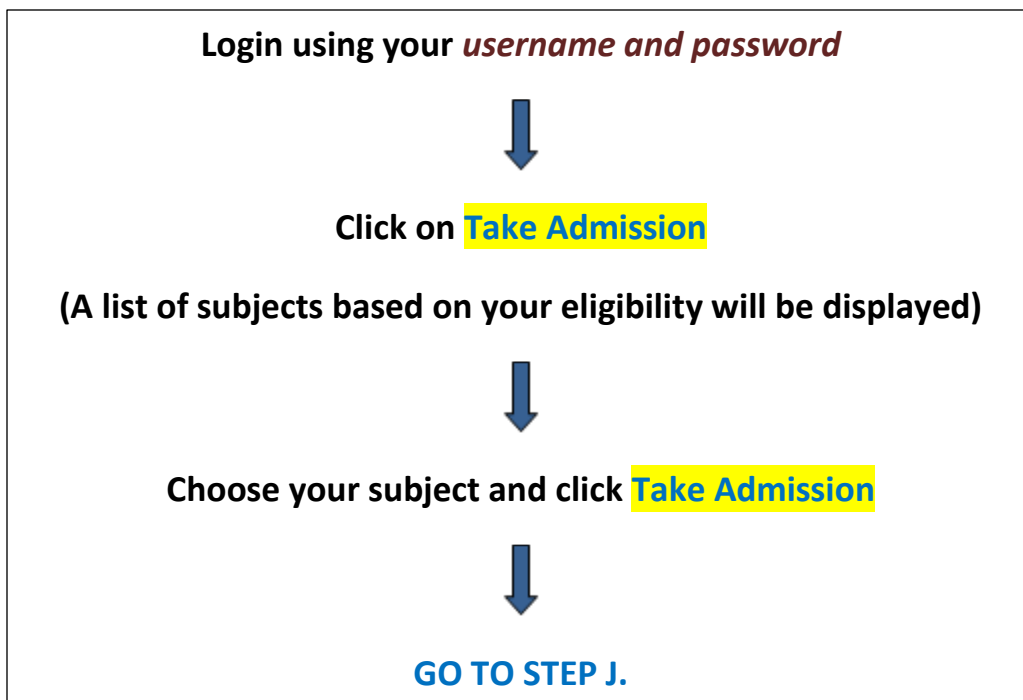 Login using your username and password
Click on Take Admission
(A list of subjects based on your eligibility will be displayed)
Choose your subject and click Take Admission
GO TO STEP J.